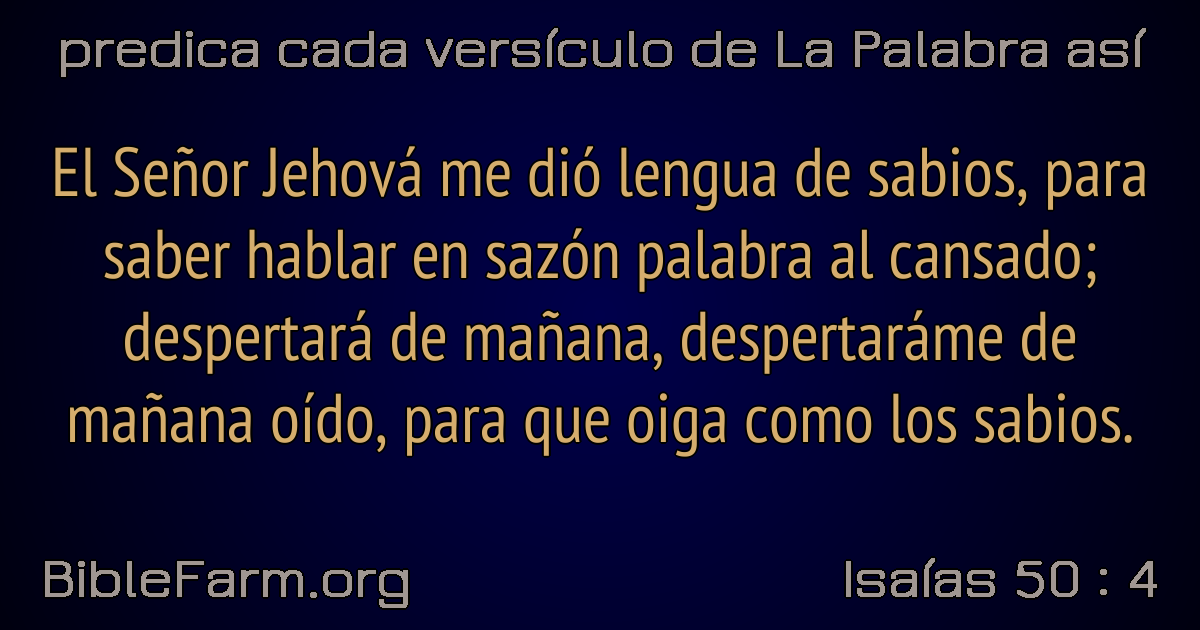 predica cada versículo de La Palabra así
El Señor Jehová me dió lengua de sabios, para
saber hablar en sazón palabra al cansado;
despertará de mañana, despertaráme de
mañana oído, para que oiga como los sabios.
BibleFarm.org
Isaías 50 : 4